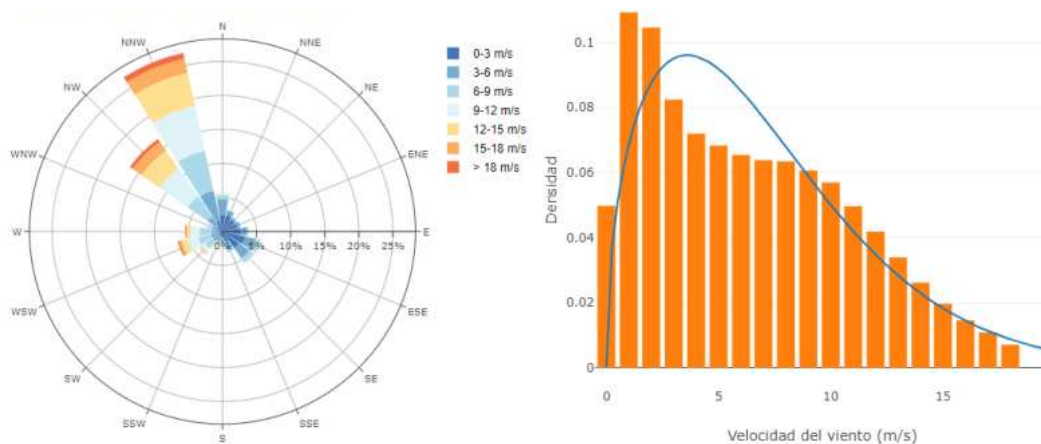 N
NNE
NE
ENE
E
ESE
SE
SSE
S
SSW
SW
WSW
W
WNW
NW
NNW
0% 5% 10% 15% 20% 25%
0-3 m/s
3-6 m/s
6-9 m/s
9-12 m/s
12-15 m/s
15-18 m/s
> 18 m/s
Densidad
0.1
0.08
0.06
0.04
0.02
0
0 5 10 15
Velocidad del viento (m/s)